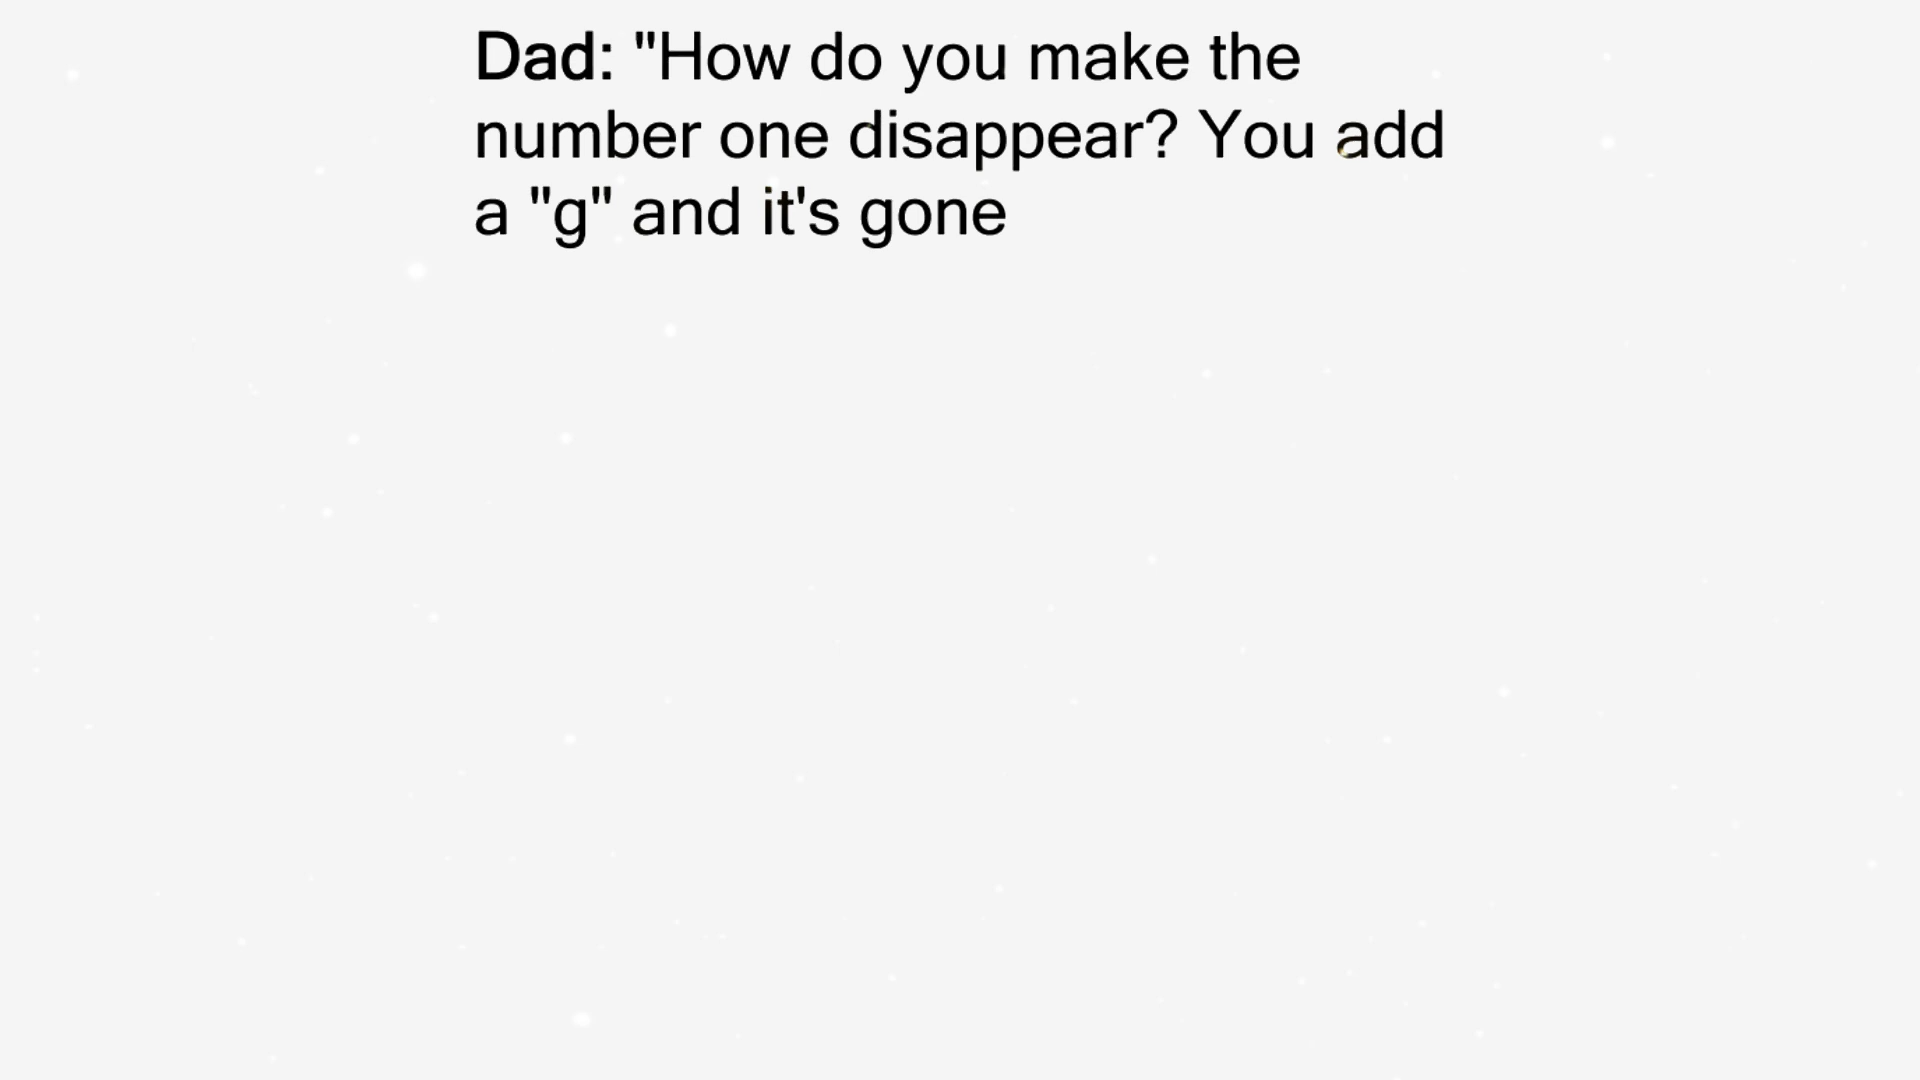 Dad: "How do you make the
number one disappear? You add
a "g" and it's gone